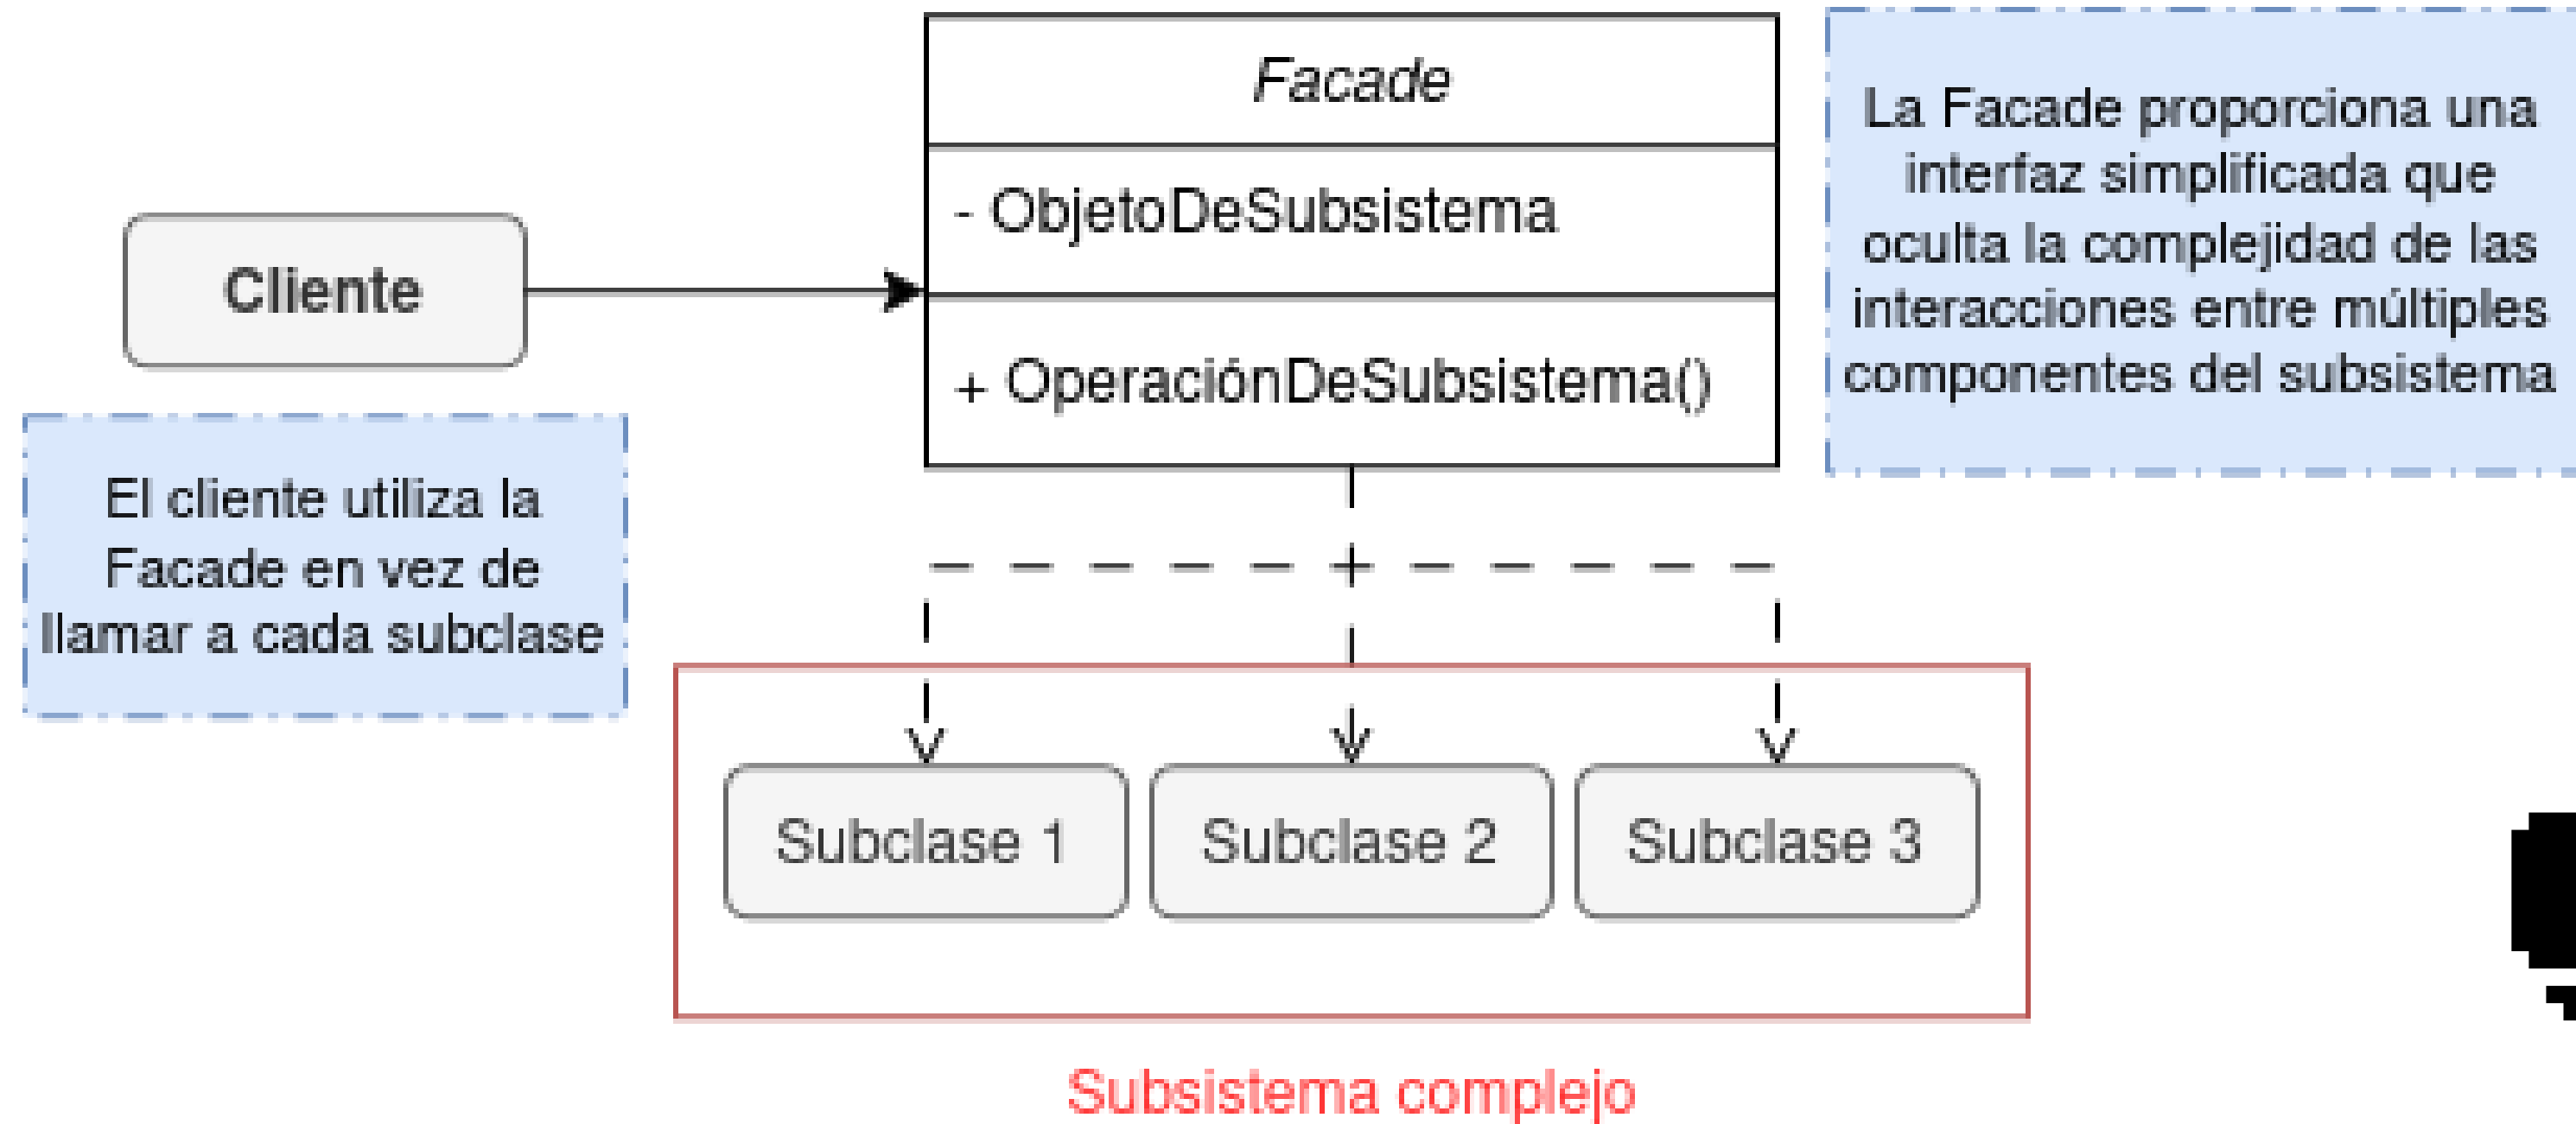 Facade
- ObjetoDeSubsistema
+ OperaciónDeSubsistema()
La Facade proporciona una
interfaz simplificada que
oculta la complejidad de las
interacciones entre múltiples
componentes del subsistema
Cliente
El cliente utiliza la
Facade en vez de
llamar a cada subclase
Subclase 1
Subclase 2
Subclase 3
Subsistema complejo